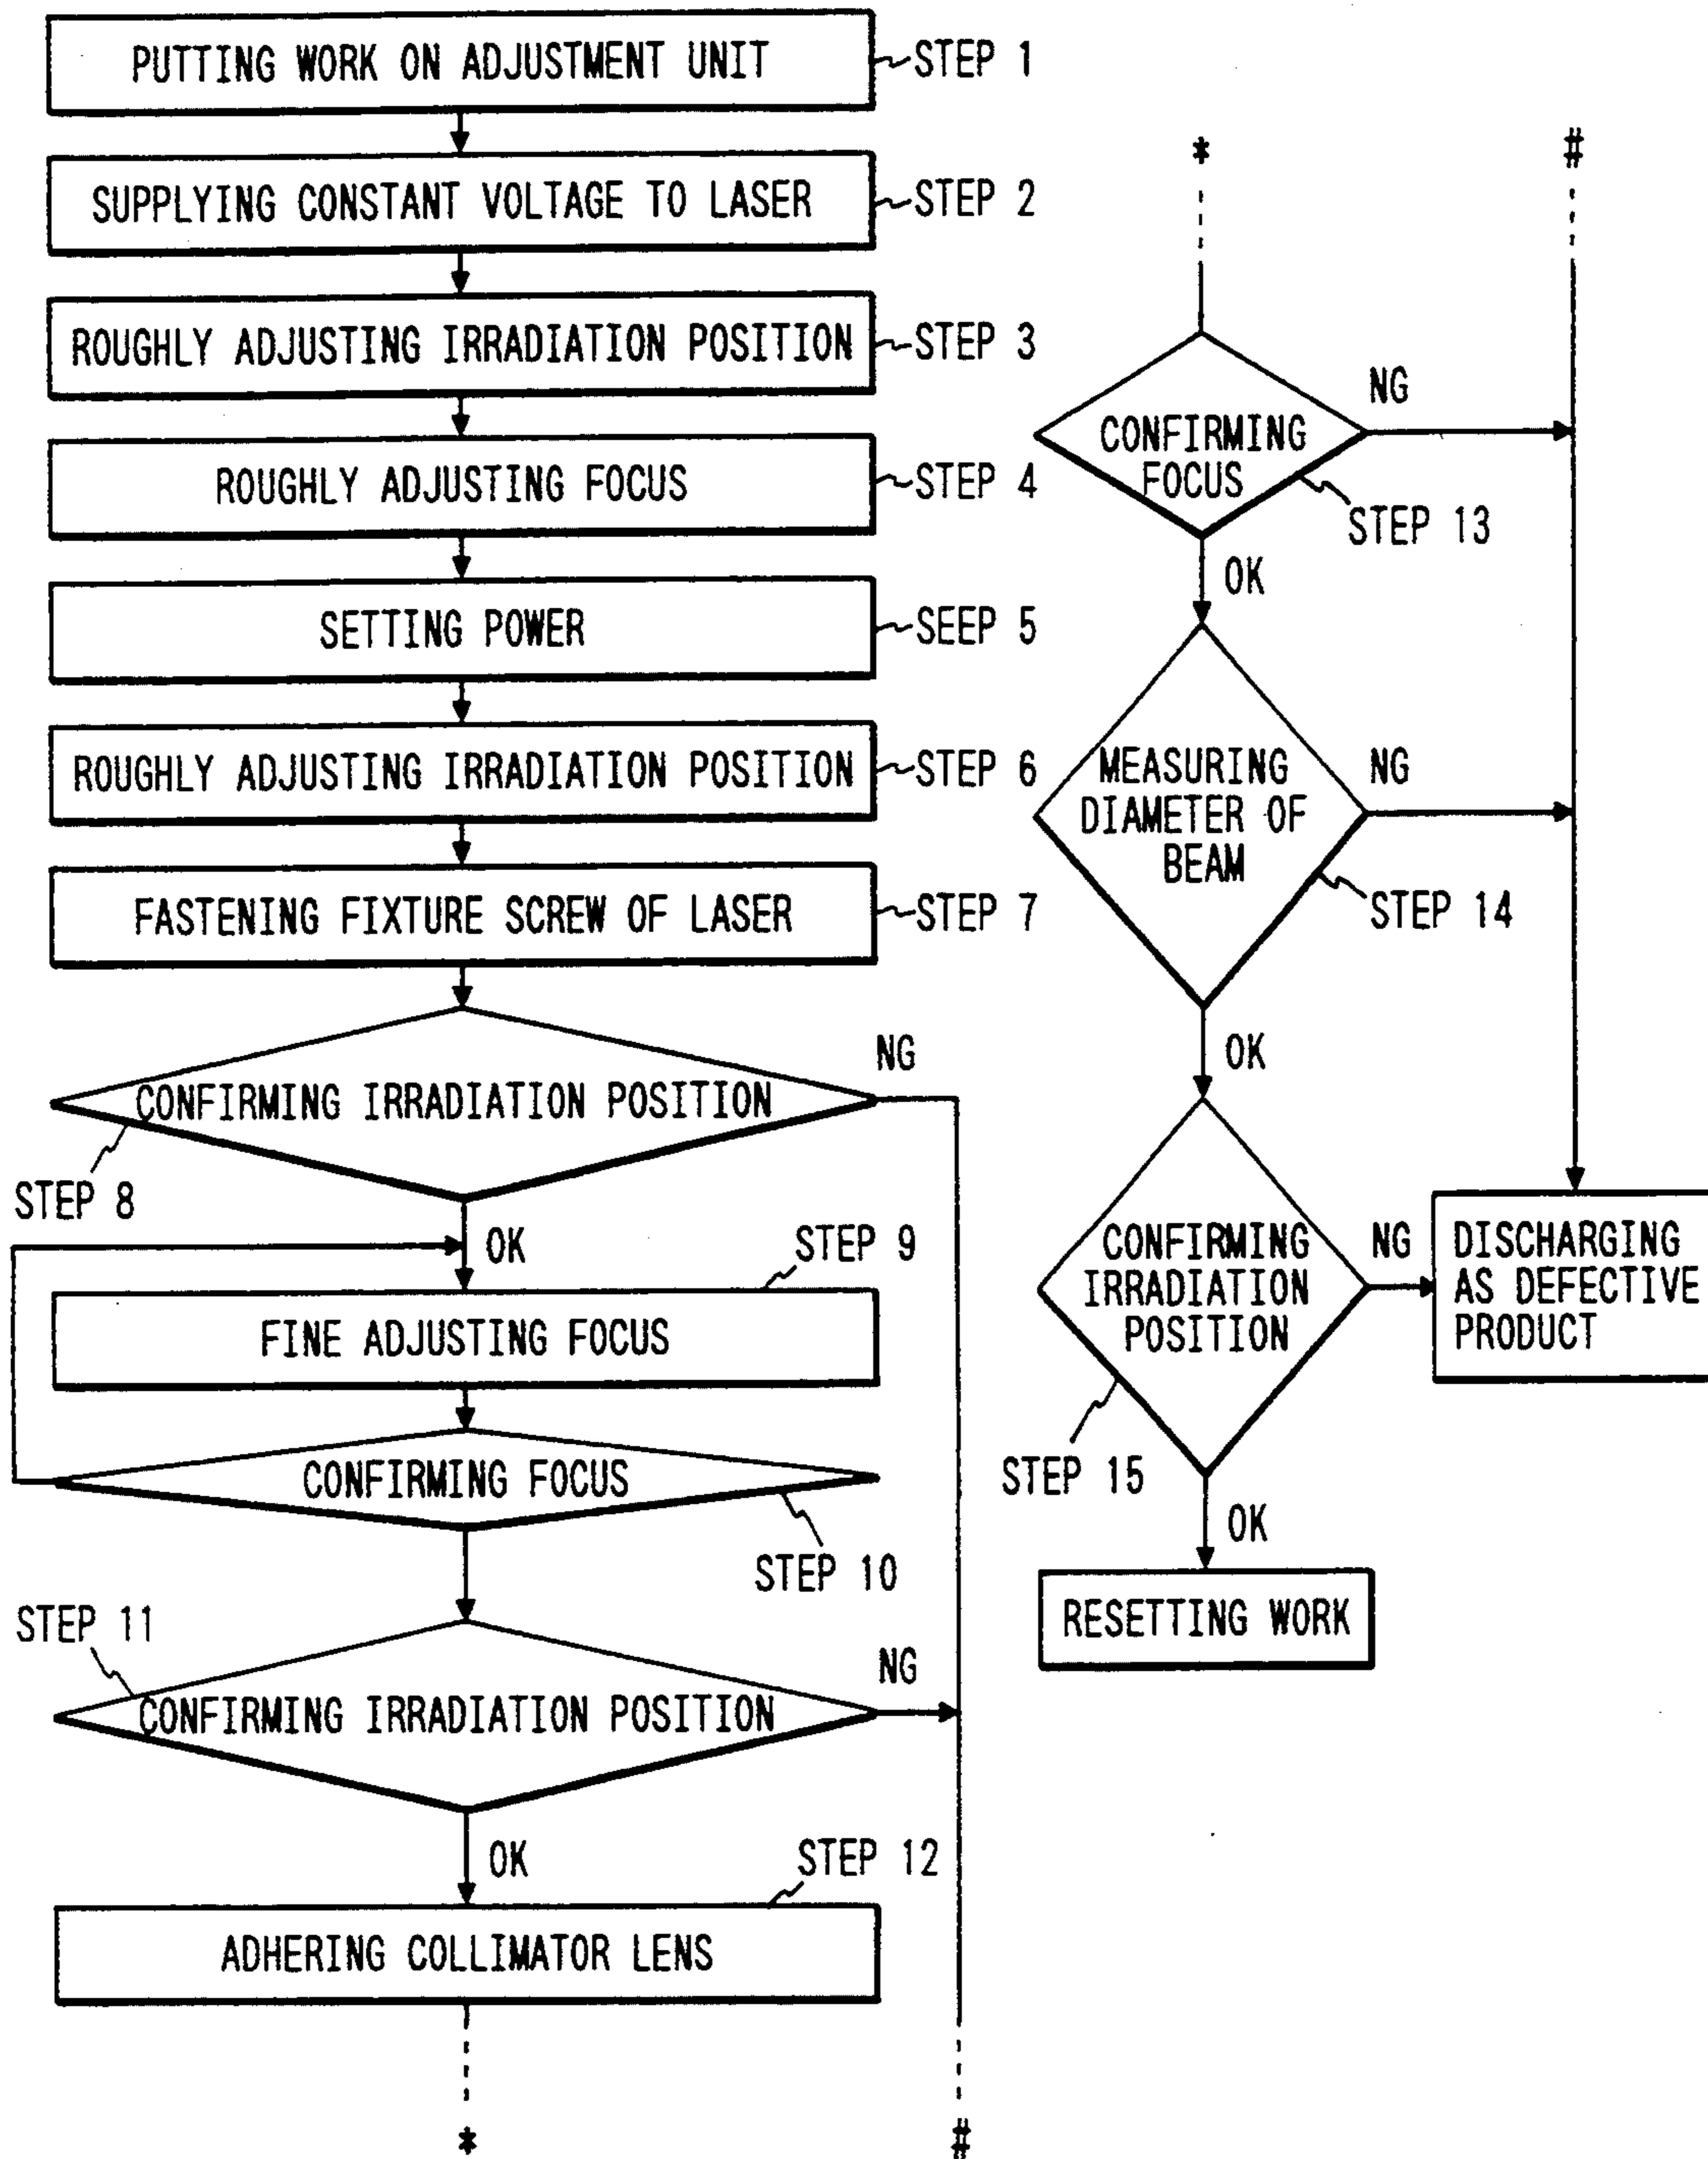 PUTTING WORK ON ADJUSTMENT UNIT
STEP 1
SUPPLYING CONSTANT VOLTAGE TO LASER
STEP 2
ROUGHLY ADJUSTING IRRADIATION POSITION
STEP 3
ROUGHLY ADJUSTING FOCUS
STEP 4
SETTING POWER
SEEP 5
ROUGHLY ADJUSTING IRRADIATION POSITION
STEP 6
FASTENING FIXTURE SCREW OF LASER
STEP 7
NG
CONFIRMING IRRADIATION POSITION
STEP 8
OK
STEP 9
FINE ADJUSTING FOCUS
CONFIRMING FOCUS
STEP 10
STEP 11
NG
CONFIRMING IRRADIATION POSITION
OK
STEP 12
ADHERING COLLIMATOR LENS
*
#
*
#
NG
CONFIRMING
FOCUS
STEP 13
OK
NG
MEASURING
DIAMETER OF
BEAM
STEP 14
OK
CONFIRMING
IRRADIATION
POSITION
NG
DISCHARGING
AS DEFECTIVE
PRODUCT
STEP 15
OK
RESETTING WORK